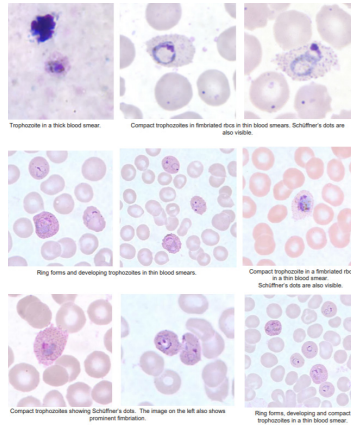 Trophozoite in a thick blood smear.
Compact trophozoites in fimbriated rbcs in thin blood smears. Schüffner's dots are
also visible.
Ring forms and developing trophozoites in thin blood smears.
Compact trophozoite in a fimbriated rbc
in a thin blood smear.
Schüffner's dots are also visible.
Compact trophozoites showing Schüffner's dots. The image on the left also shows
prominent fimbriation.
Ring forms, developing and compact
trophozoites in a thin blood smear.